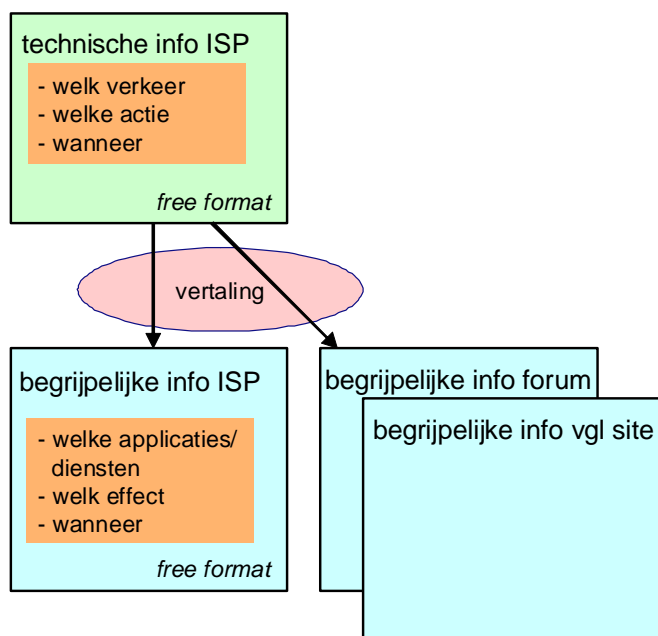 technische info ISP
- welk verkeer
- welke actie
- wanneer
free format
vertaling
begrijpelijke info ISP
- welke applicaties/
diensten
- welk effect
- wanneer
free format
begrijpelijke info forum
begrijpelijke info vgl site